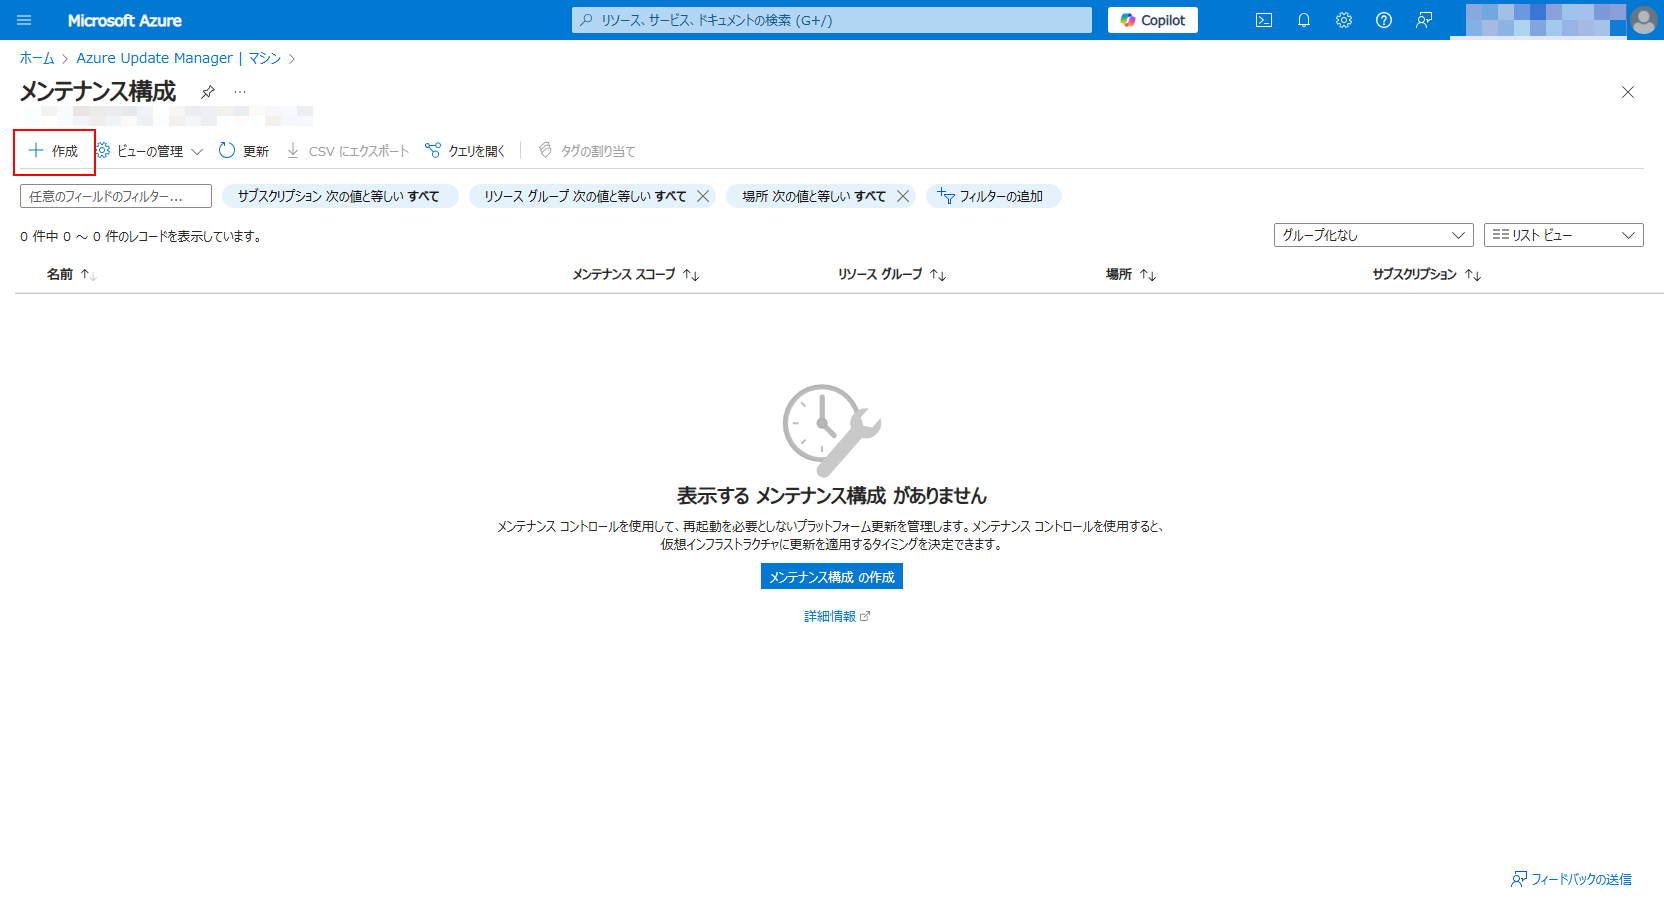 Microsoft Azure
リソース、サービス、ドキュメントの検索 (G+/)
Copilot
ホーム > Azure Update Manager | マシン >
メンテナンス構成
...
作成
ビューの管理
更新
CSV にエクスポート
クエリを開く
タグの割り当て
任意のフィールドのフィルター...
サブスクリプション 次の値と等しい すべて
リソース グループ 次の値と等しい すべて
場所 次の値と等しい すべて
フィルターの追加
0 件中 0 ～ 0 件のレコードを表示しています。
グループ化なし
リスト ビュー
名前 ↑↓
メンテナンス スコープ ↑↓
リソース グループ ↑↓
場所 ↑↓
サブスクリプション ↑↓
表示する メンテナンス構成 がありません
メンテナンス コントロールを使用して、再起動を必要としないプラットフォーム更新を管理します。メンテナンス コントロールを使用すると、
仮想インフラストラクチャに更新を適用するタイミングを決定できます。
メンテナンス構成 の作成
詳細情報
フィードバックの送信